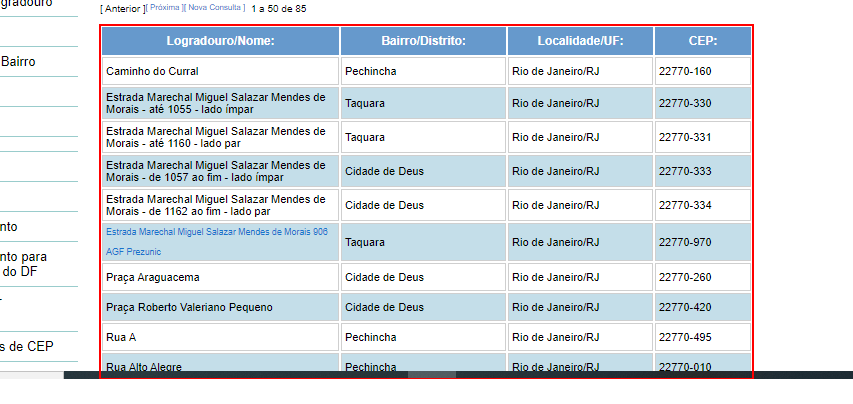 gradouro
Bairro
nto
nto para
do DF
s de CEP
[ Anterior ][ Próxima ][ Nova Consulta ] 1 a 50 de 85
Logradouro/Nome: Bairro/Distrito: Localidade/UF: CEP:
Caminho do Curral Pechincha Rio de Janeiro/RJ 22770-160
Estrada Marechal Miguel Salazar Mendes de
Morais - até 1055 - lado ímpar Taquara Rio de Janeiro/RJ 22770-330
Estrada Marechal Miguel Salazar Mendes de
Morais - até 1160 - lado par Taquara Rio de Janeiro/RJ 22770-331
Estrada Marechal Miguel Salazar Mendes de
Morais - de 1057 ao fim - lado ímpar Cidade de Deus Rio de Janeiro/RJ 22770-333
Estrada Marechal Miguel Salazar Mendes de
Morais - de 1162 ao fim - lado par Cidade de Deus Rio de Janeiro/RJ 22770-334
Estrada Marechal Miguel Salazar Mendes de Morais 906
AGF Prezunic Taquara Rio de Janeiro/RJ 22770-970
Praça Araguacema Cidade de Deus Rio de Janeiro/RJ 22770-260
Praça Roberto Valeriano Pequeno Cidade de Deus Rio de Janeiro/RJ 22770-420
Rua A Pechincha Rio de Janeiro/RJ 22770-495
Rua Alto Alegre Pechincha Rio de Janeiro/RJ 22770-010